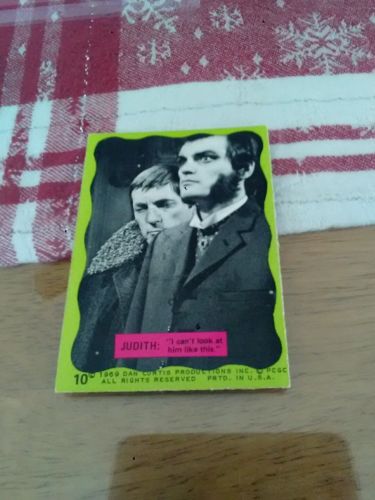 JUDITH: "I can't look at
him like this."
10 © 1969 DAN CURTIS PRODUCTIONS INC. © PCGC
ALL RIGHTS RESERVED PRTD. IN U.S.A.